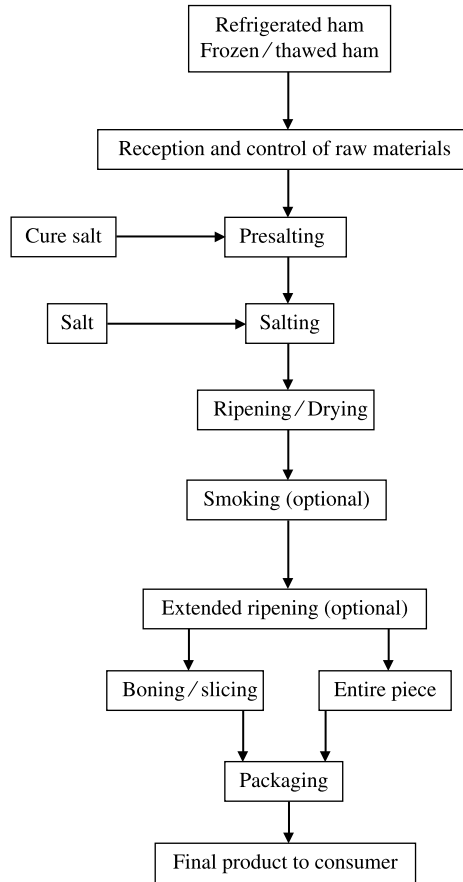 Refrigerated ham
Frozen/thawed ham
Reception and control of raw materials
Cure salt
Presalting
Salt
Salting
Ripening/Drying
Smoking (optional)
Extended ripening (optional)
Boning/slicing
Entire piece
Packaging
Final product to consumer